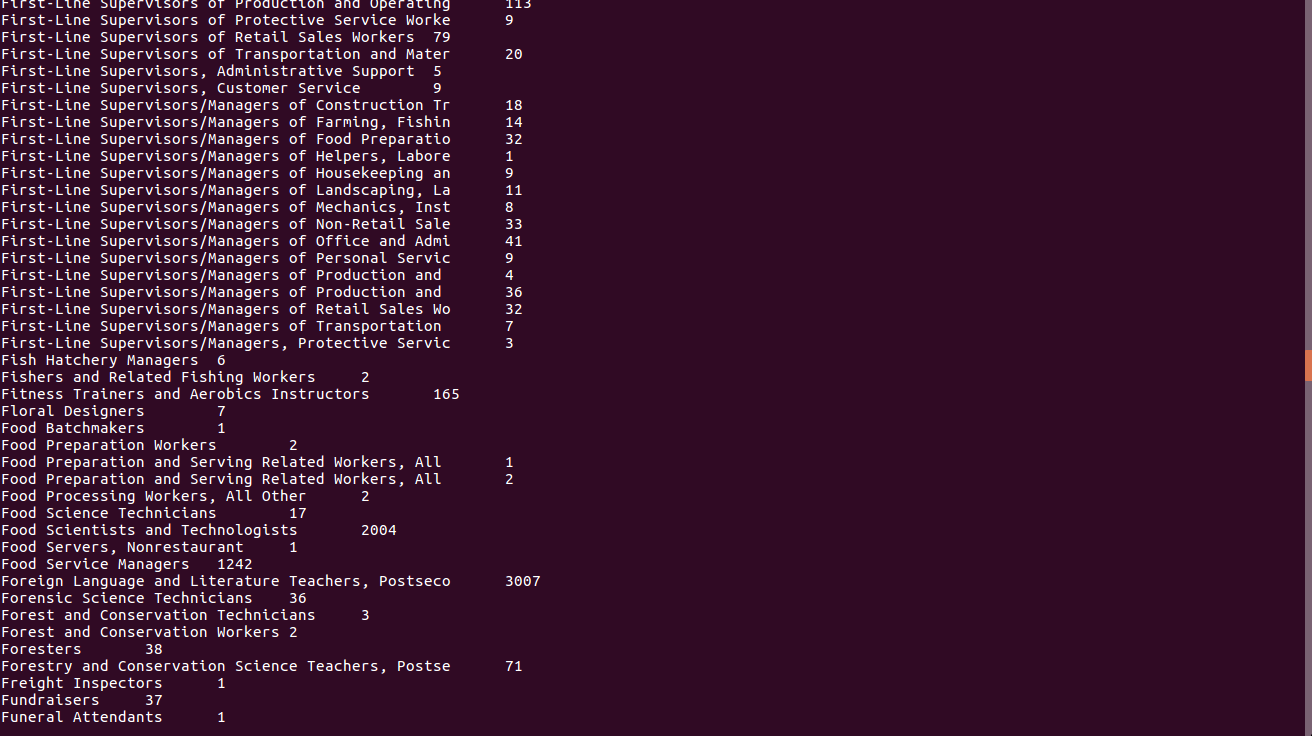 First-Line Supervisors of Production and Operating 113
First-Line Supervisors of Protective Service Worke 9
First-Line Supervisors of Retail Sales Workers 79
First-Line Supervisors of Transportation and Mater 20
First-Line Supervisors, Administrative Support 5
First-Line Supervisors, Customer Service 9
First-Line Supervisors/Managers of Construction Tr 18
First-Line Supervisors/Managers of Farming, Fishin 14
First-Line Supervisors/Managers of Food Preparatio 32
First-Line Supervisors/Managers of Helpers, Labore 1
First-Line Supervisors/Managers of Housekeeping an 9
First-Line Supervisors/Managers of Landscaping, La 11
First-Line Supervisors/Managers of Mechanics, Inst 8
First-Line Supervisors/Managers of Non-Retail Sale 33
First-Line Supervisors/Managers of Office and Admi 41
First-Line Supervisors/Managers of Personal Servic 9
First-Line Supervisors/Managers of Production and 4
First-Line Supervisors/Managers of Production and 36
First-Line Supervisors/Managers of Retail Sales Wo 32
First-Line Supervisors/Managers of Transportation 7
First-Line Supervisors/Managers, Protective Servic 3
Fish Hatchery Managers 6
Fishers and Related Fishing Workers 2
Fitness Trainers and Aerobics Instructors 165
Floral Designers 7
Food Batchmakers 1
Food Preparation Workers 2
Food Preparation and Serving Related Workers, All 1
Food Preparation and Serving Related Workers, All 2
Food Processing Workers, All Other 2
Food Science Technicians 17
Food Scientists and Technologists 2004
Food Servers, Nonrestaurant 1
Food Service Managers 1242
Foreign Language and Literature Teachers, Postseco 3007
Forensic Science Technicians 36
Forest and Conservation Technicians 3
Forest and Conservation Workers 2
Foresters 38
Forestry and Conservation Science Teachers, Postse 71
Freight Inspectors 1
Fundraisers 37
Funeral Attendants 1